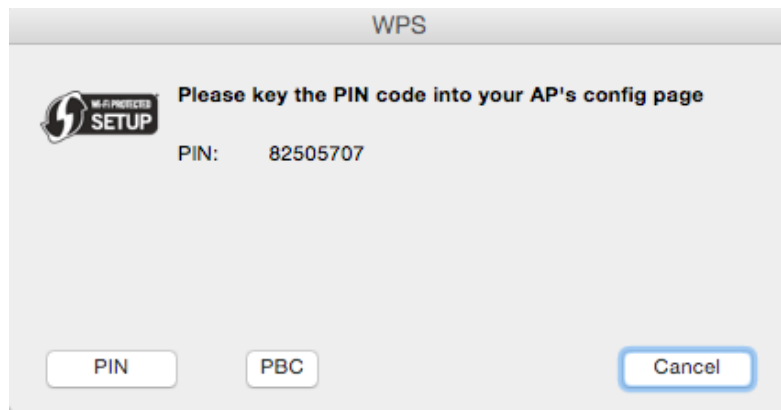 WPS
WI-FI PROTECTED
SETUP
Please key the PIN code into your AP's config page
PIN: 82505707
PIN PBC Cancel